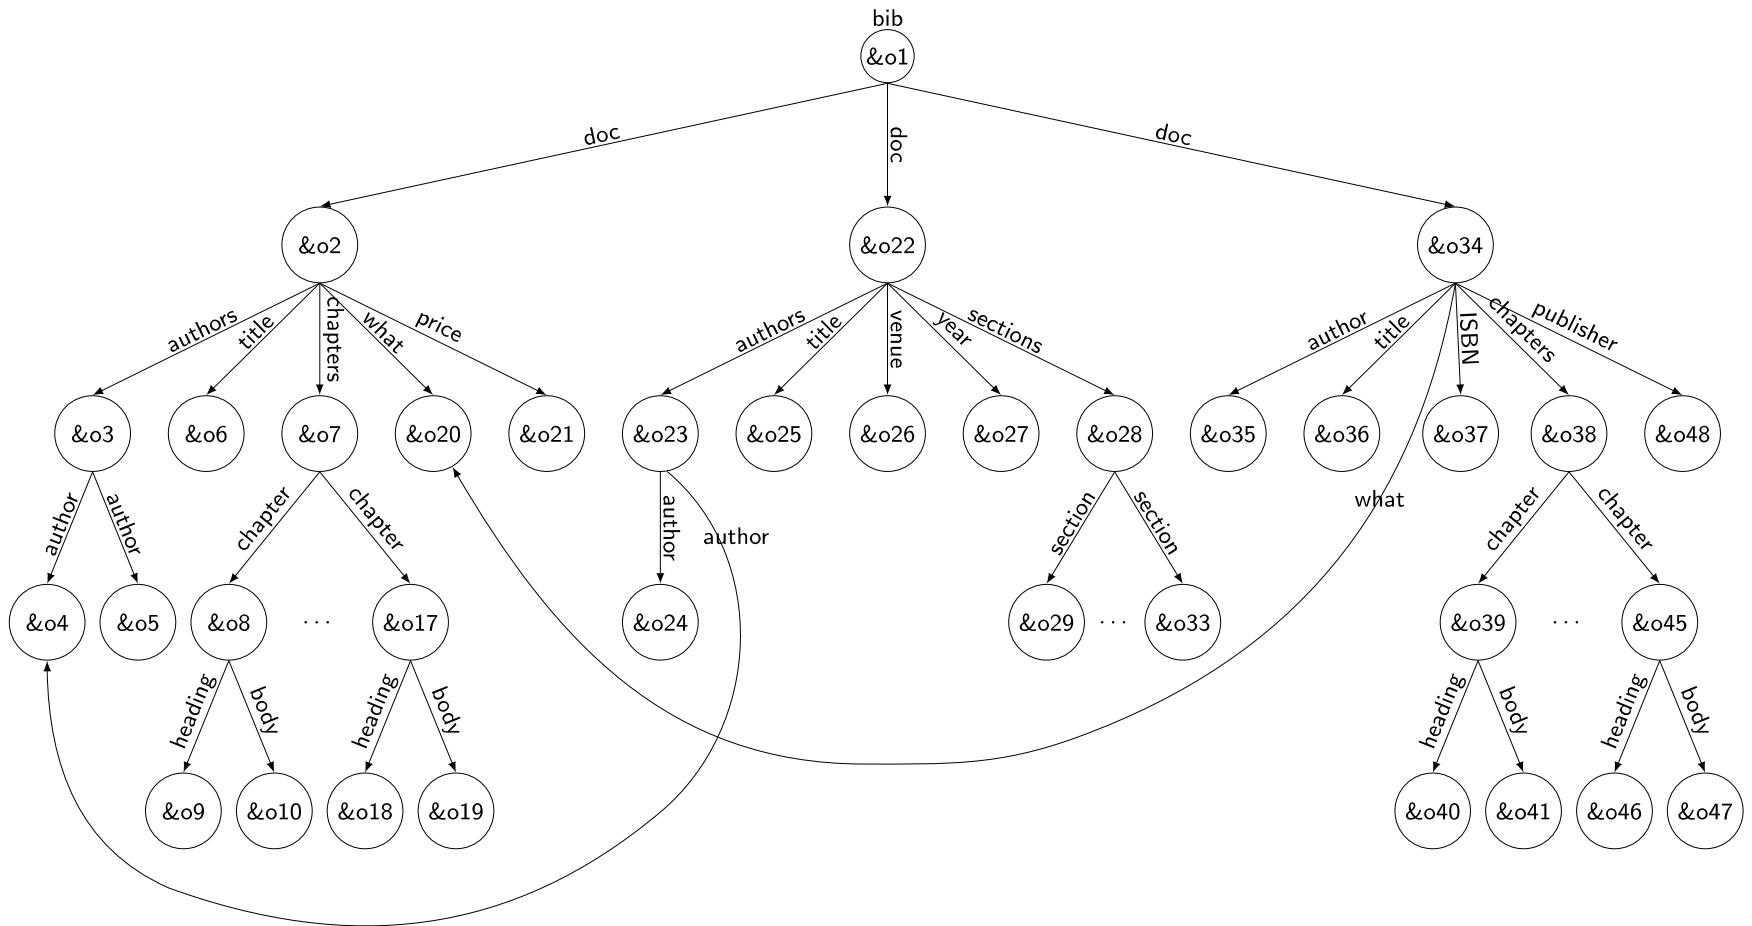 bib
&o1
doc
doc
doc
&o2
&o22
&o34
authors
title
chapters
what
price
authors
title
venue
year
sections
author
title
what
ISBN
chapters
publisher
&o3
&o6
&o7
&o20
&o21
&o23
&o25
&o26
&o27
&o28
&o35
&o36
&o37
&o38
&o48
author
author
chapter
chapter
author
author
section
section
chapter
chapter
&o4
&o5
&o8
...
&o17
&o24
&o29
...
&o33
&o39
...
&o45
heading
body
heading
body
heading
body
heading
body
&o9
&o10
&o18
&o19
&o40
&o41
&o46
&o47